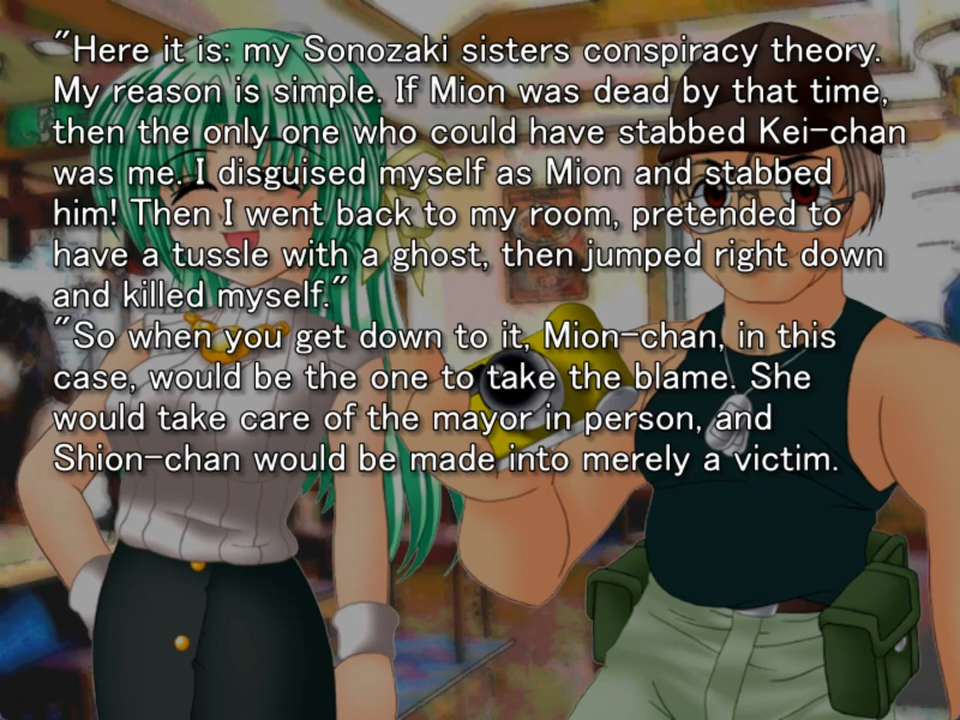 "Here it is: my Sonozaki sisters conspiracy theory.
My reason is simple. If Mion was dead by that time,
then the only one who could have stabbed Kei-chan
was me. I disguised myself as Mion and stabbed
him! Then I went back to my room, pretended to
have a tussle with a ghost, then jumped right down
and killed myself."
"So when you get down to it, Mion-chan, in this
case, would be the one to take the blame. She
would take care of the mayor in person, and
Shion-chan would be made into merely a victim.